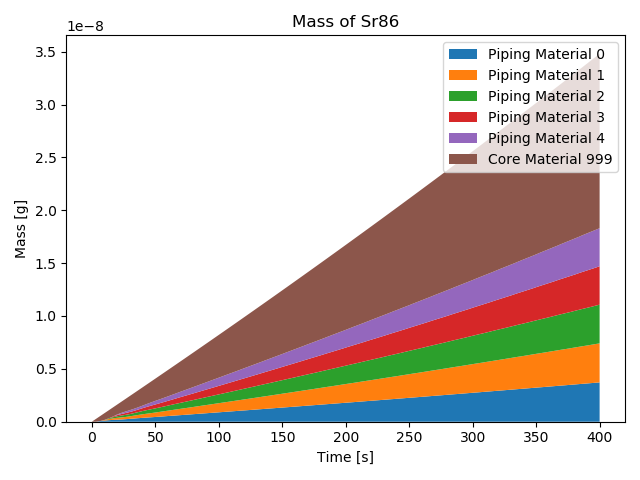 Mass of Sr86
1e−8
Piping Material 0
Piping Material 1
Piping Material 2
Piping Material 3
Piping Material 4
Core Material 999
3.5
3.0
2.5
2.0
1.5
1.0
0.5
0.0
Mass [g]
0 50 100 150 200 250 300 350 400
Time [s]